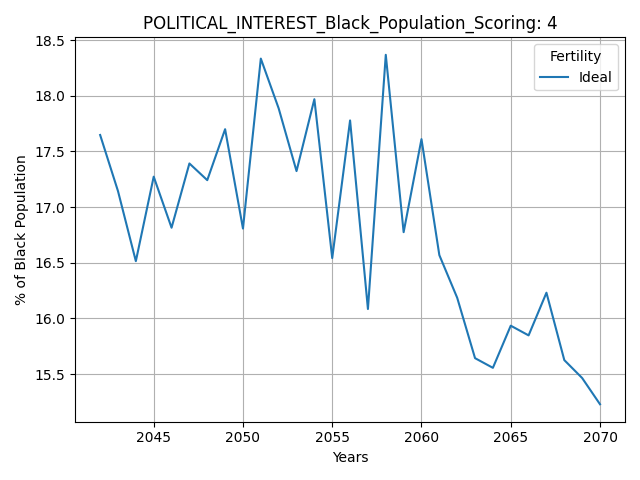 POLITICAL_INTEREST_Black_Population_Scoring: 4
Fertility
Ideal
% of Black Population
18.5
18.0
17.5
17.0
16.5
16.0
15.5
2045 2050 2055 2060 2065 2070
Years